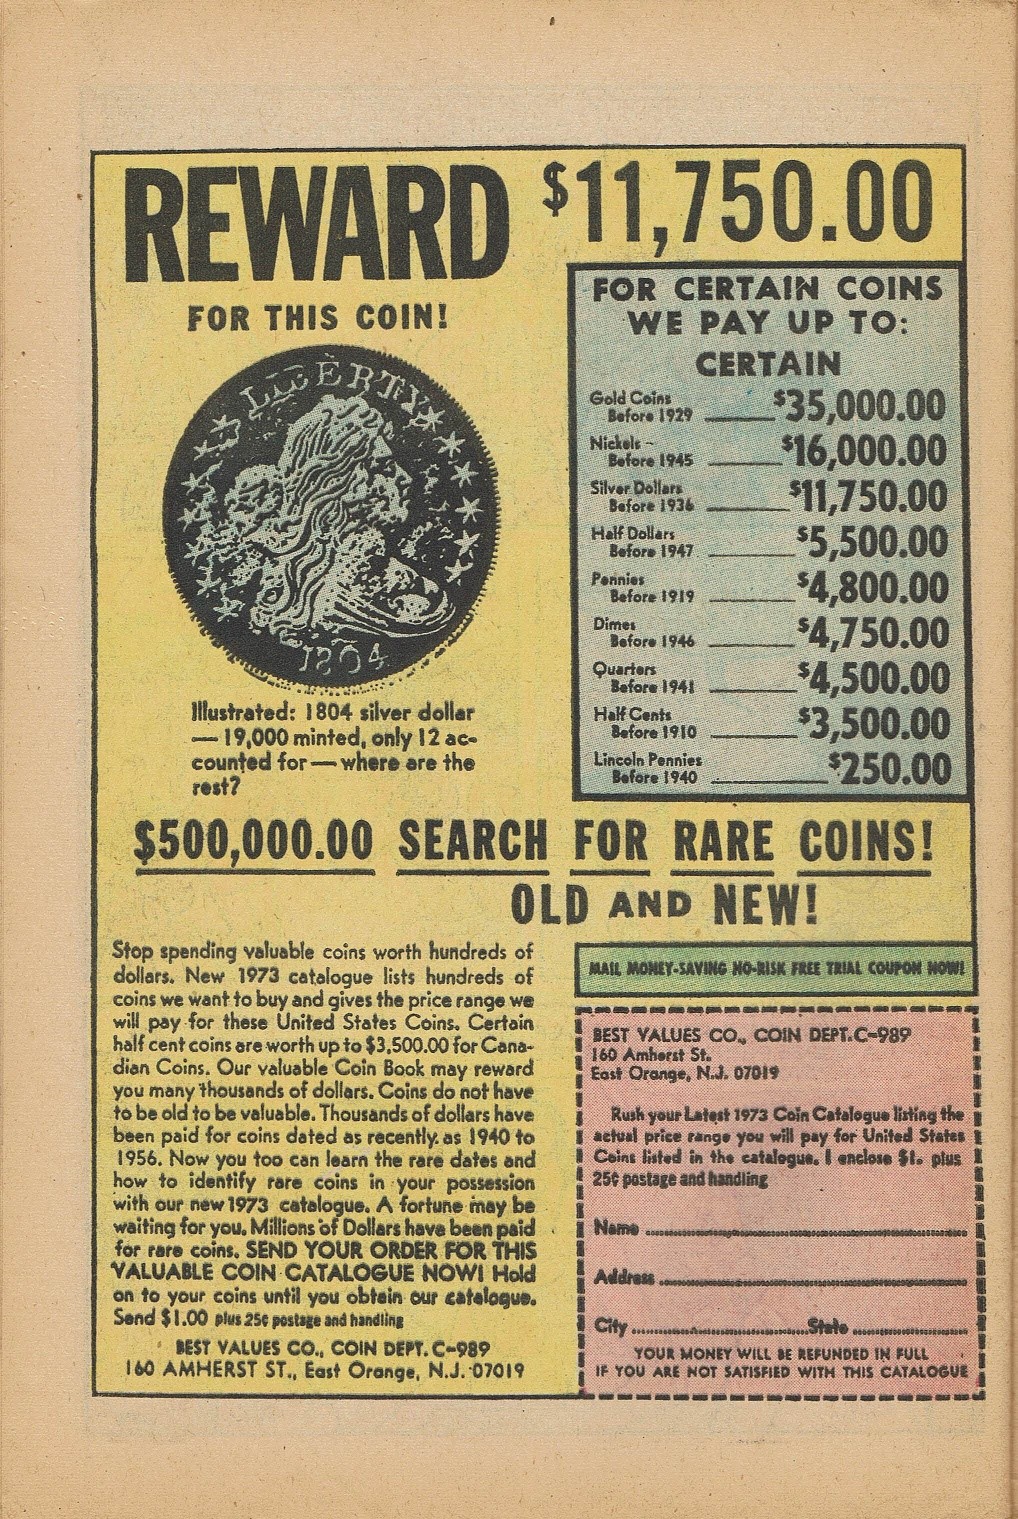 REWARD $11,750.00
FOR THIS COIN!
LIBERTY
1804
Illustrated: 1804 silver dollar
— 19,000 minted, only 12 ac-
counted for — where are the
rest?
FOR CERTAIN COINS
WE PAY UP TO:
CERTAIN
Gold Coins
Before 1929 $35,000.00
Nickels –
Before 1945 $16,000.00
Silver Dollars
Before 1936 $11,750.00
Half Dollars
Before 1947 $5,500.00
Pennies
Before 1919 $4,800.00
Dimes
Before 1946 $4,750.00
Quarters
Before 1941 $4,500.00
Half Cents
Before 1910 $3,500.00
Lincoln Pennies
Before 1940 $250.00
$500,000.00 SEARCH FOR RARE COINS!
OLD AND NEW!
Stop spending valuable coins worth hundreds of
dollars. New 1973 catalogue lists hundreds of
coins we want to buy and gives the price range we
will pay for these United States Coins. Certain
half cent coins are worth up to $3,500.00 for Cana-
dian Coins. Our valuable Coin Book may reward
you many thousands of dollars. Coins do not have
to be old to be valuable. Thousands of dollars have
been paid for coins dated as recently as 1940 to
1956. Now you too can learn the rare dates and
how to identify rare coins in your possession
with our new 1973 catalogue. A fortune may be
waiting for you. Millions of Dollars have been paid
for rare coins. SEND YOUR ORDER FOR THIS
VALUABLE COIN CATALOGUE NOW! Hold
on to your coins until you obtain our catalogue.
Send $1.00 plus 25¢ postage and handling
BEST VALUES CO., COIN DEPT. C-989
160 AMHERST ST., East Orange, N.J. 07019
MAIL MONEY-SAVING NO-RISK FREE TRIAL COUPON NOW!
BEST VALUES CO., COIN DEPT. C-989
160 Amherst St.
East Orange, N.J. 07019
Rush your Latest 1973 Coin Catalogue listing the
actual price range you will pay for United States
Coins listed in the catalogue. I enclose $1. plus
25¢ postage and handling
Name
Address
City State
YOUR MONEY WILL BE REFUNDED IN FULL
IF YOU ARE NOT SATISFIED WITH THIS CATALOGUE